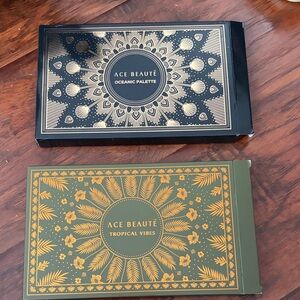 ACE BEAUTÉ
OCEANIC PALETTE
ACE BEAUTÉ
TROPICAL VIBES